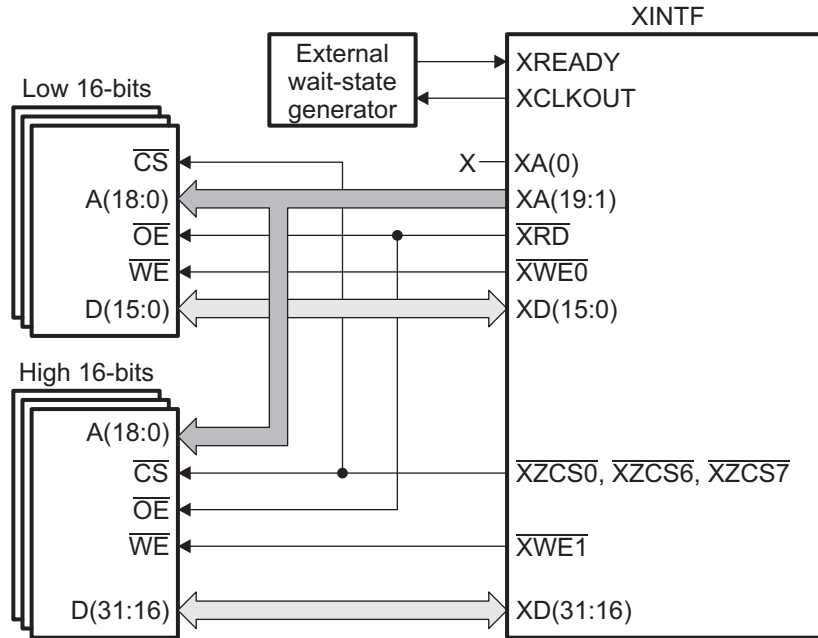 XINTF
External
wait-state
generator
XREADY
XCLKOUT
Low 16-bits
CS
X
XA(0)
A(18:0)
XA(19:1)
OE
XRD
WE
XWE0
D(15:0)
XD(15:0)
High 16-bits
A(18:0)
CS
XZCS0, XZCS6, XZCS7
OE
WE
XWE1
D(31:16)
XD(31:16)